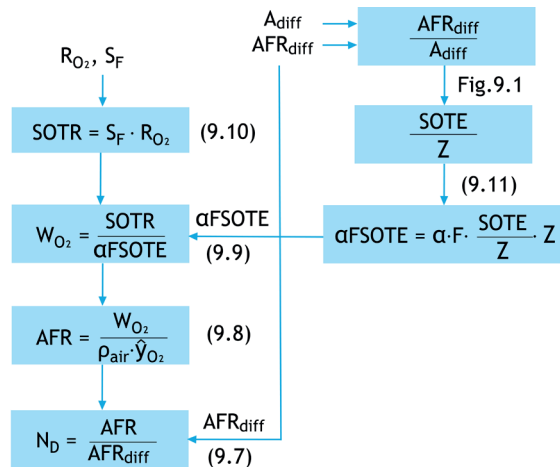 A_diff
AFR_diff
AFR_diff / A_diff
R_O₂, S_F
Fig.9.1
SOTR = S_F · R_O₂
(9.10)
SOTE / Z
(9.11)
W_O₂ = SOTR / αFSOTE
αFSOTE
(9.9)
αFSOTE = α·F· SOTE / Z · Z
AFR = W_O₂ / ρ_air·ŷ_O₂
(9.8)
N_D = AFR / AFR_diff
AFR_diff
(9.7)